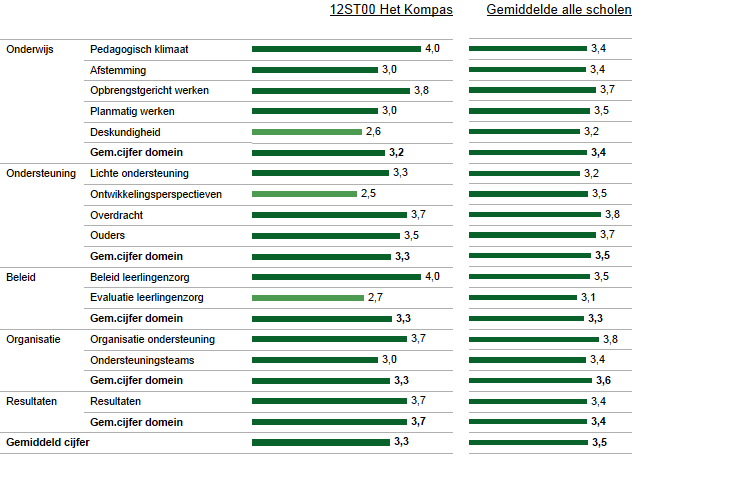 12ST00 Het Kompas Gemiddelde alle scholen
Onderwijs Pedagogisch klimaat 4,0 3,4
Afstemming 3,0 3,4
Opbrengstgericht werken 3,8 3,7
Planmatig werken 3,0 3,5
Deskundigheid 2,6 3,2
Gem.cijfer domein 3,2 3,4
Ondersteuning Lichte ondersteuning 3,3 3,2
Ontwikkelingsperspectieven 2,5 3,5
Overdracht 3,7 3,8
Ouders 3,5 3,7
Gem.cijfer domein 3,3 3,5
Beleid Beleid leerlingenzorg 4,0 3,5
Evaluatie leerlingenzorg 2,7 3,1
Gem.cijfer domein 3,3 3,3
Organisatie Organisatie ondersteuning 3,7 3,8
Ondersteuningsteams 3,0 3,4
Gem.cijfer domein 3,3 3,6
Resultaten Resultaten 3,7 3,4
Gem.cijfer domein 3,7 3,4
Gemiddeld cijfer 3,3 3,5